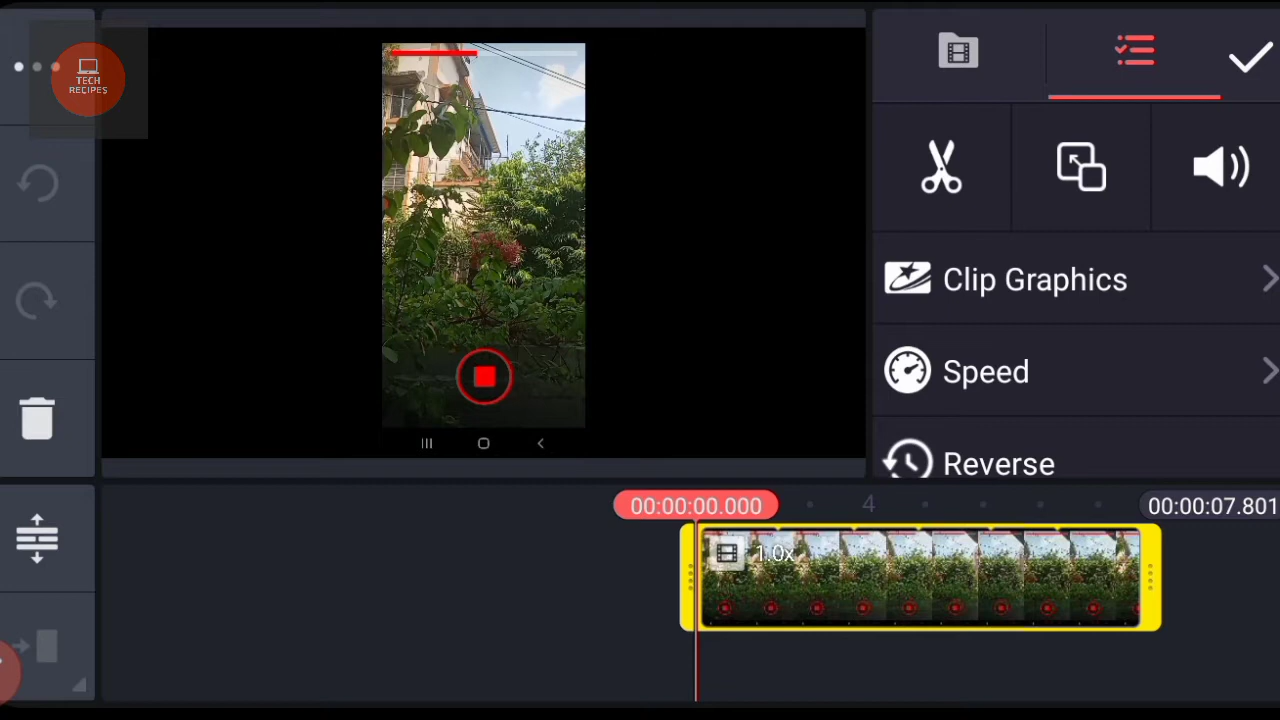 TECH
RECIPES
Clip Graphics
Speed
Reverse
00:00:00.000
4
00:00:07.801
1.0x